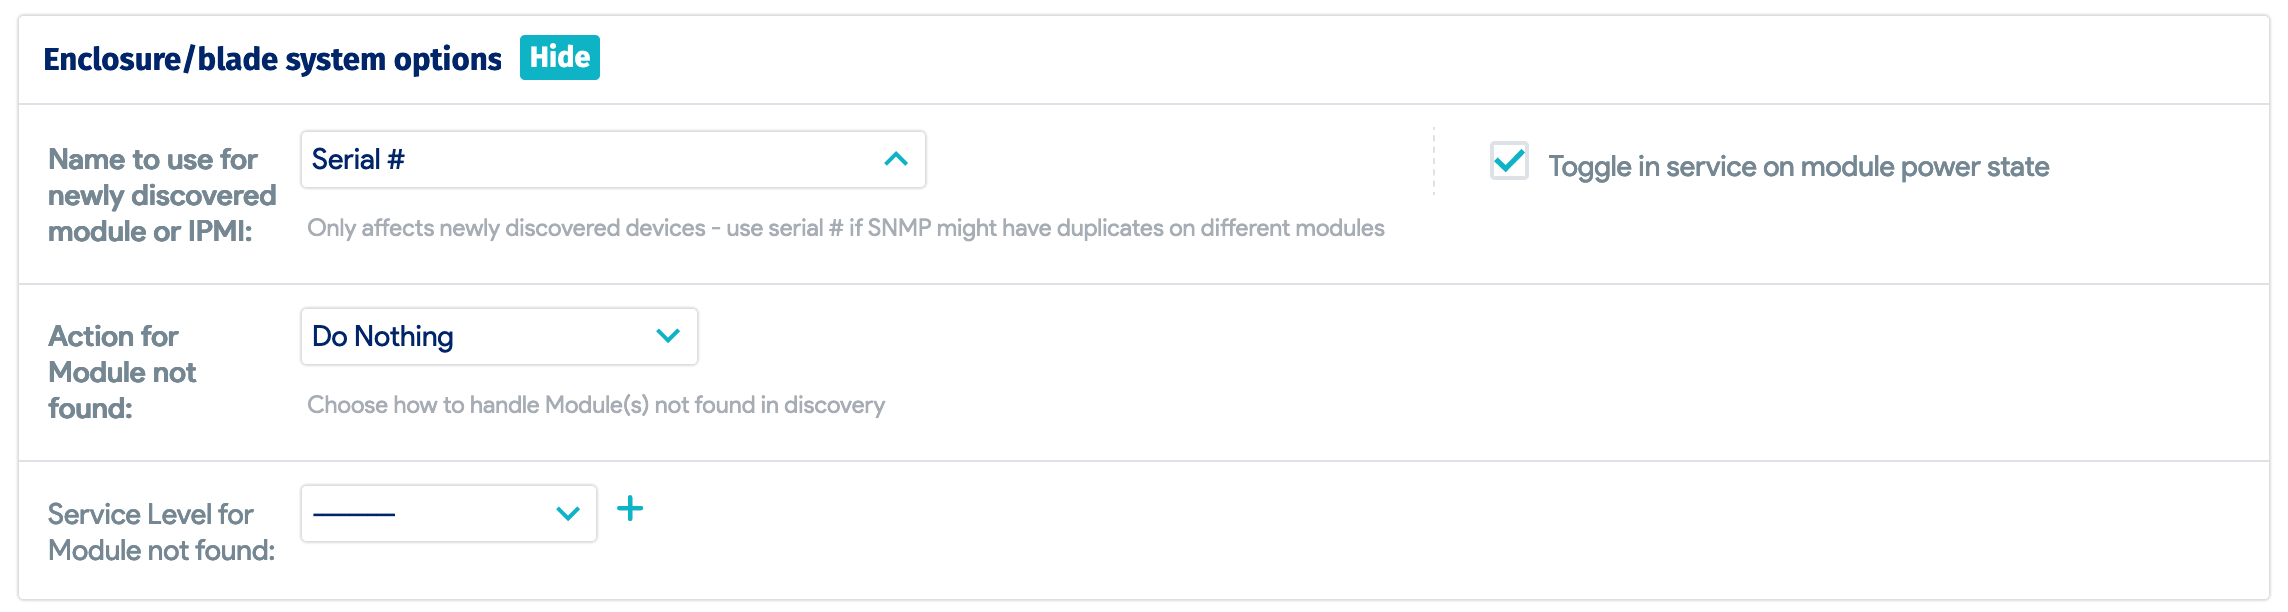 Enclosure/blade system options Hide
Name to use for
newly discovered
module or IPMI:
Serial #
Only affects newly discovered devices - use serial # if SNMP might have duplicates on different modules
Toggle in service on module power state
Action for
Module not
found:
Do Nothing
Choose how to handle Module(s) not found in discovery
Service Level for
Module not found: